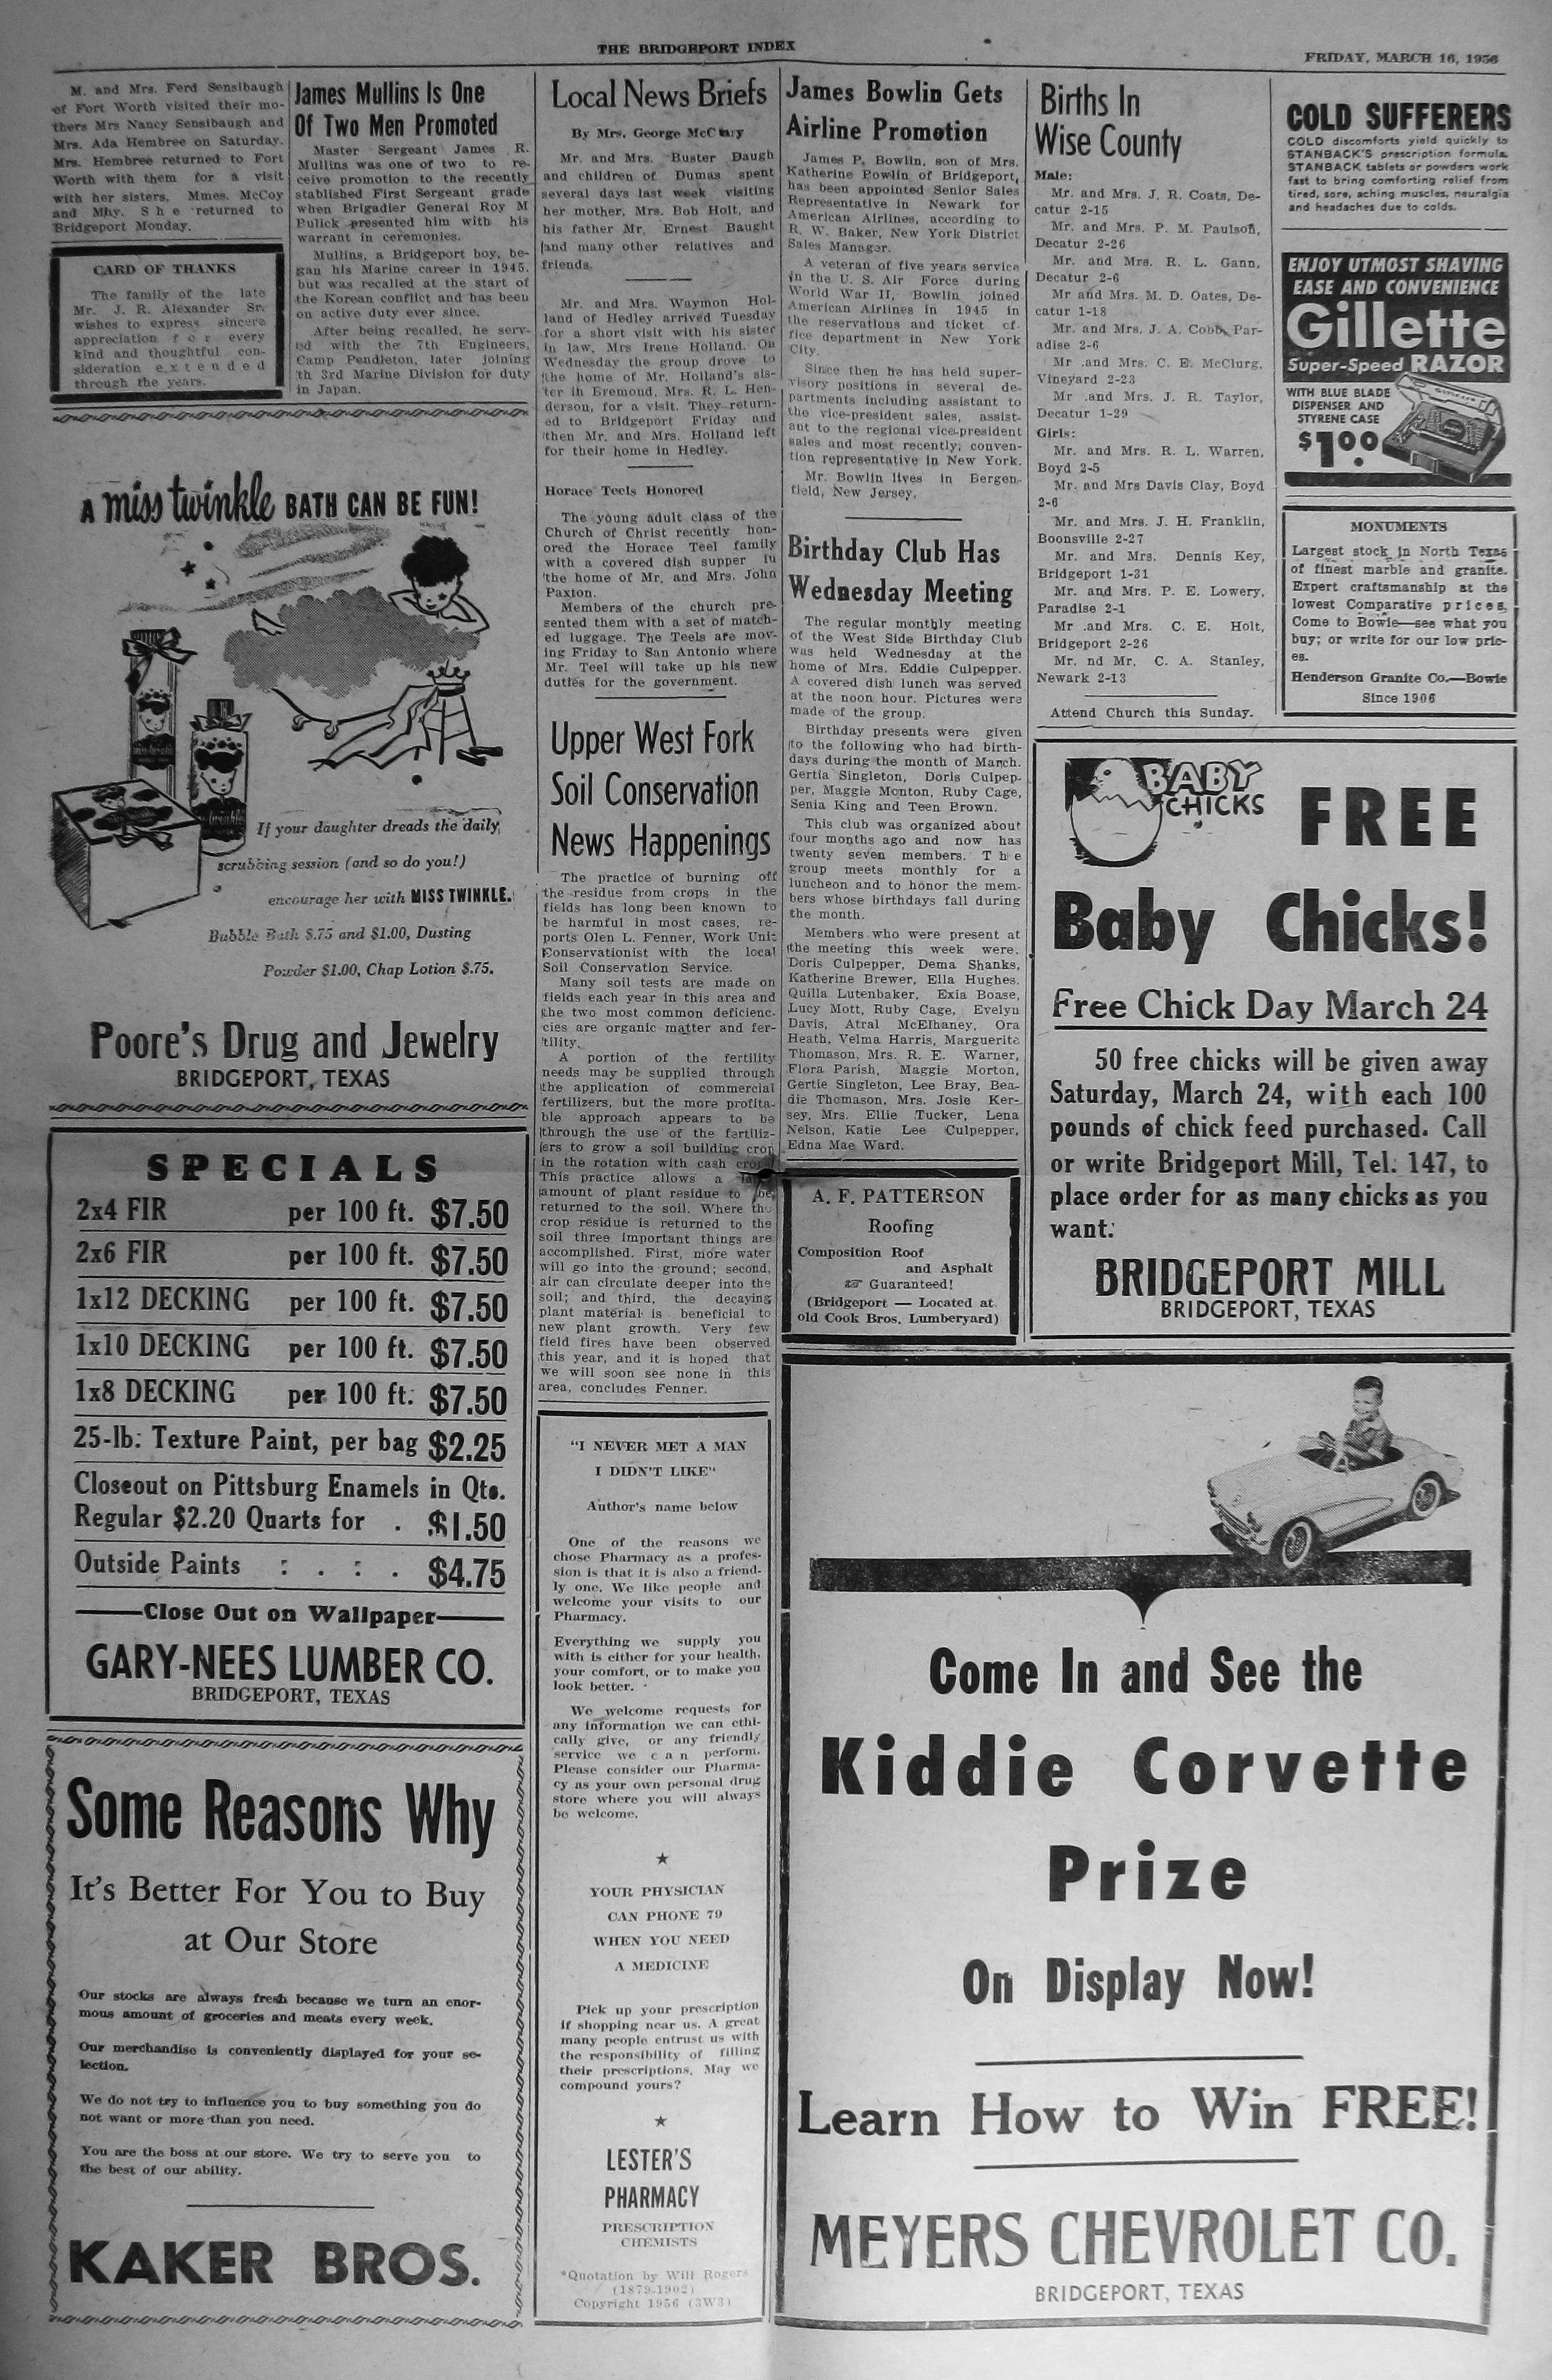 THE BRIDGEPORT INDEX
FRIDAY, MARCH 16, 1956
M. and Mrs. Ferd Sensibaugh
of Fort Worth visited their mo-
thers Mrs Nancy Sensibaugh and
Mrs. Ada Hembree on Saturday.
Mrs. Hembree returned to Fort
Worth with them for a visit
with her sisters, Mmes. McCoy
and Mhy. She returned to
Bridgeport Monday.
CARD OF THANKS
The family of the late
Mr. J. R. Alexander Sr.
wishes to express sincere
appreciation for every
kind and thoughtful con-
sideration extended
through the years.
James Mullins Is One
Of Two Men Promoted
Master Sergeant James R.
Mullins was one of two to re-
ceive promotion to the recently
stablished First Sergeant grade
when Brigadier General Roy M
Pulick presented him with his
warrant in ceremonies.
Mullins, a Bridgeport boy, be-
gan his Marine career in 1945.
but was recalled at the start of
the Korean conflict and has been
on active duty ever since.
After being recalled, he serv-
ed with the 7th Engineers,
Camp Pendleton, later joining
th 3rd Marine Division for duty
in Japan.
A miss twinkle BATH CAN BE FUN!
If your daughter dreads the daily
scrubbing session (and so do you!)
encourage her with MISS TWINKLE.
Bubble Bath $.75 and $1.00, Dusting
Powder $1.00, Chap Lotion $.75.
Poore's Drug and Jewelry
BRIDGEPORT, TEXAS
SPECIALS
2x4 FIR per 100 ft. $7.50
2x6 FIR per 100 ft. $7.50
1x12 DECKING per 100 ft. $7.50
1x10 DECKING per 100 ft. $7.50
1x8 DECKING per 100 ft. $7.50
25-lb. Texture Paint, per bag $2.25
Closeout on Pittsburg Enamels in Qts.
Regular $2.20 Quarts for . $1.50
Outside Paints : . : . $4.75
Close Out on Wallpaper
GARY-NEES LUMBER CO.
BRIDGEPORT, TEXAS
Some Reasons Why
It's Better For You to Buy
at Our Store
Our stocks are always fresh because we turn an enor-
mous amount of groceries and meats every week.
Our merchandise is conveniently displayed for your se-
lection.
We do not try to influence you to buy something you do
not want or more than you need.
You are the boss at our store. We try to serve you to
the best of our ability.
KAKER BROS.
Local News Briefs
By Mrs. George McCtary
Mr. and Mrs. Buster Daugh
and children of Dumas spent
several days last week visiting
her mother, Mrs. Bob Holt, and
his father Mr. Ernest Baught
and many other relatives and
friends.
Mr. and Mrs. Waymon Hol-
land of Hedley arrived Tuesday
for a short visit with his sister
in law, Mrs Irene Holland. On
Wednesday the group drove to
the home of Mr. Holland's sis-
ter in Bremond, Mrs. R. L. Hen-
derson, for a visit. They return-
ed to Bridgeport Friday and
then Mr. and Mrs. Holland left
for their home in Hedley.
Horace Teels Honored
The young adult class of the
Church of Christ recently hon-
ored the Horace Teel family
with a covered dish supper in
the home of Mr. and Mrs. John
Paxton.
Members of the church pre-
sented them with a set of match-
ed luggage. The Teels are mov-
ing Friday to San Antonio where
Mr. Teel will take up his new
duties for the government.
Upper West Fork
Soil Conservation
News Happenings
The practice of burning off
the residue from crops in the
fields has long been known to
be harmful in most cases, re-
ports Olen L. Fenner, Work Unit
Conservationist with the local
Soil Conservation Service.
Many soil tests are made on
fields each year in this area and
the two most common deficienc-
cies are organic matter and fer-
tility.
A portion of the fertility
needs may be supplied through
the application of commercial
fertilizers, but the more profita-
ble approach appears to be
through the use of the fertiliz-
ers to grow a soil building crop
in the rotation with cash crops.
This practice allows a
amount of plant residue to be
returned to the soil. Where the
crop residue is returned to the
soil three important things are
accomplished. First, more water
will go into the ground; second,
air can circulate deeper into the
soil; and third, the decaying
plant material is beneficial to
new plant growth. Very few
field fires have been observed
this year, and it is hoped that
we will soon see none in this
area, concludes Fenner.
"I NEVER MET A MAN
I DIDN'T LIKE"
Author's name below
One of the reasons we
chose Pharmacy as a profes-
sion is that it is also a friend-
ly one. We like people and
welcome your visits to our
Pharmacy.
Everything we supply you
with is either for your health,
your comfort, or to make you
look better.
We welcome requests for
any information we can ethi-
cally give, or any friendly
service we can perform.
Please consider our Pharma-
cy as your own personal drug
store where you will always
be welcome.
YOUR PHYSICIAN
CAN PHONE 79
WHEN YOU NEED
A MEDICINE
Pick up your prescription
if shopping near us. A great
many people entrust us with
the responsibility of filling
their prescriptions. May we
compound yours?
LESTER'S
PHARMACY
PRESCRIPTION
CHEMISTS
*Quotation by Will Rogers
(1879-1902)
Copyright 1956 (3W3)
James Bowlin Gets
Airline Promotion
James P. Bowlin, son of Mrs.
Katherine Powlin of Bridgeport,
has been appointed Senior Sales
Representative in Newark for
American Airlines, according to
R. W. Baker, New York District
Sales Manager.
A veteran of five years service
in the U. S. Air Force during
World War II, Bowlin joined
American Airlines in 1945 in
the reservations and ticket of-
fice department in New York
City.
Since then he has held super-
visory positions in several de-
partments including assistant to
the vice-president sales, assist-
ant to the regional vice-president
sales and most recently, conven-
tion representative in New York.
Mr. Bowlin lives in Bergen-
field, New Jersey.
Birthday Club Has
Wednesday Meeting
The regular monthly meeting
of the West Side Birthday Club
was held Wednesday at the
home of Mrs. Eddie Culpepper.
A covered dish lunch was served
at the noon hour. Pictures were
made of the group.
Birthday presents were given
to the following who had birth-
days during the month of March.
Gertia Singleton, Doris Culpep-
per, Maggie Monton, Ruby Cage,
Senia King and Teen Brown.
This club was organized about
four months ago and now has
twenty seven members. The
group meets monthly for a
luncheon and to honor the mem-
bers whose birthdays fall during
the month.
Members who were present at
the meeting this week were.
Doris Culpepper, Dema Shanks,
Katherine Brewer, Ella Hughes.
Quilla Lutenbaker, Exia Boase,
Lucy Mott, Ruby Cage, Evelyn
Davis, Atral McElhaney, Ora
Heath, Velma Harris, Marguerite
Thomason, Mrs. R. E. Warner,
Flora Parish, Maggie Morton,
Gertie Singleton, Lee Bray, Bea-
die Thomason, Mrs. Josie Ker-
sey, Mrs. Ellie Tucker, Lena
Nelson, Katie Lee Culpepper,
Edna Mae Ward.
A. F. PATTERSON
Roofing
Composition Roof
and Asphalt
☞ Guaranteed!
(Bridgeport — Located at
old Cook Bros. Lumberyard)
Births In
Wise County
Male:
Mr. and Mrs. J. R. Coats, De-
catur 2-15
Mr. and Mrs. P. M. Paulson,
Decatur 2-26
Mr. and Mrs. R. L. Gann,
Decatur 2-6
Mr and Mrs. M. D. Oates, De-
catur 1-18
Mr. and Mrs. J. A. Cobb, Par-
adise 2-6
Mr .and Mrs. C. E. McClurg,
Vineyard 2-23
Mr .and Mrs. J. R. Taylor,
Decatur 1-29
Girls:
Mr. and Mrs. R. L. Warren,
Boyd 2-5
Mr. and Mrs Davis Clay, Boyd
2-6
Mr. and Mrs. J. H. Franklin,
Boonsville 2-27
Mr. and Mrs. Dennis Key,
Bridgeport 1-31
Mr. and Mrs. P. E. Lowery,
Paradise 2-1
Mr .and Mrs. C. E. Holt,
Bridgeport 2-26
Mr. nd Mr. C. A. Stanley,
Newark 2-13
Attend Church this Sunday.
COLD SUFFERERS
COLD discomforts yield quickly to
STANBACK'S prescription formula.
STANBACK tablets or powders work
fast to bring comforting relief from
tired, sore, aching muscles, neuralgia
and headaches due to colds.
ENJOY UTMOST SHAVING
EASE AND CONVENIENCE
Gillette
Super-Speed RAZOR
WITH BLUE BLADE
DISPENSER AND
STYRENE CASE
$1.00
MONUMENTS
Largest stock in North Texas
of finest marble and granite.
Expert craftsmanship at the
lowest Comparative prices,
Come to Bowie—see what you
buy; or write for our low pric-
es.
Henderson Granite Co.—Bowie
Since 1906
BABY
CHICKS
FREE
Baby Chicks!
Free Chick Day March 24
50 free chicks will be given away
Saturday, March 24, with each 100
pounds of chick feed purchased. Call
or write Bridgeport Mill, Tel. 147, to
place order for as many chicks as you
want.
BRIDGEPORT MILL
BRIDGEPORT, TEXAS
Come In and See the
Kiddie Corvette
Prize
On Display Now!
Learn How to Win FREE!
MEYERS CHEVROLET CO.
BRIDGEPORT, TEXAS